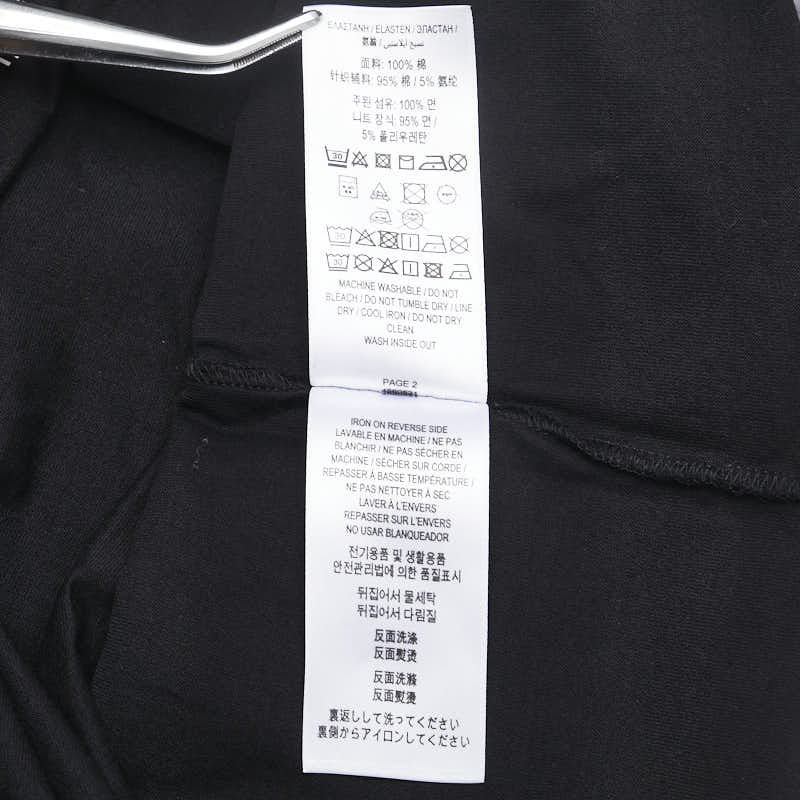 ΕΛΑΣΤΑΝΗ / ELASTEN / ЭЛАСТАН /
氨纶 /
面料: 100% 棉
针织辅料: 95% 棉 / 5% 氨纶
주원 섬유: 100% 면
니트 장식: 95% 면 /
5% 폴리우레탄
30
30
30
MACHINE WASHABLE / DO NOT
BLEACH / DO NOT TUMBLE DRY / LINE
DRY / COOL IRON / DO NOT DRY
CLEAN
WASH INSIDE OUT
PAGE 2
IRON ON REVERSE SIDE
LAVABLE EN MACHINE / NE PAS
BLANCHIR / NE PAS SÉCHER EN
MACHINE / SÉCHER SUR CORDE /
REPASSER À BASSE TEMPÉRATURE /
NE PAS NETTOYER À SEC
LAVER À L'ENVERS
REPASSER SUR L'ENVERS
NO USAR BLANQUEADOR
전기용품 및 생활용품
안전관리법에 의한 품질표시
뒤집어서 물세탁
뒤집어서 다림질
反面洗涤
反面熨烫
反面洗滌
反面熨燙
裏返しして洗ってください
裏側からアイロンしてください